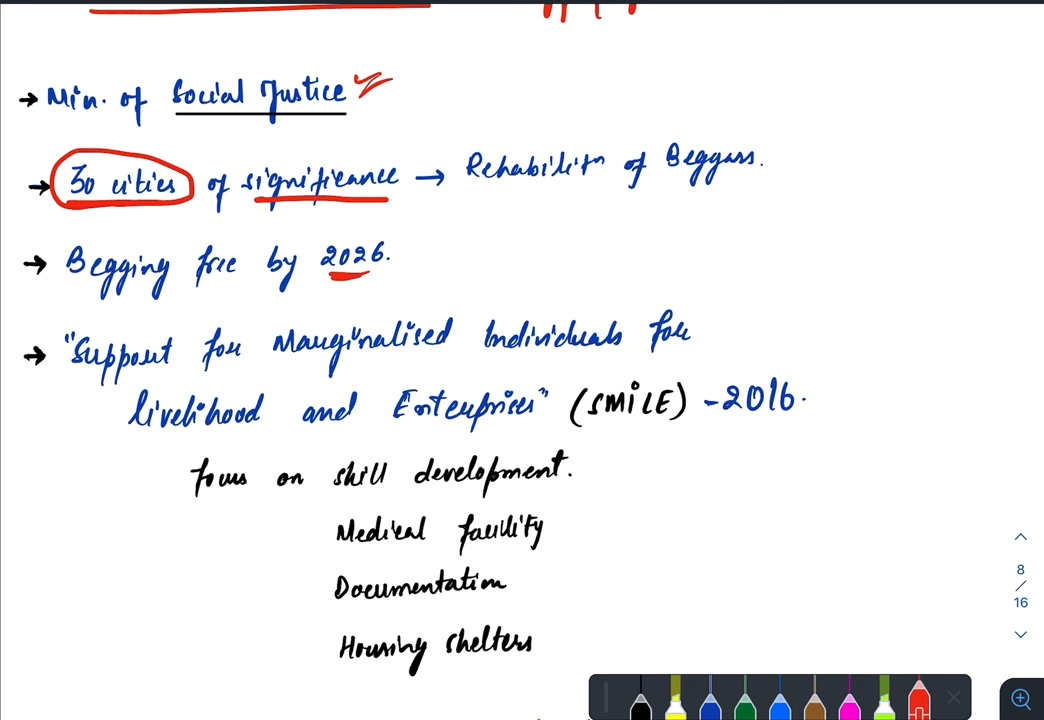 → Min. of Social Justice
→ 30 cities of significance → Rehabilitⁿ of Beggars.
→ Begging free by 2026.
→ "Support for Marginalised Individuals for
livelihood and Enterprises" (SMILE) - 2016.
focus on skill development.
Medical facility
Documentation
Housing shelters
8
/
16